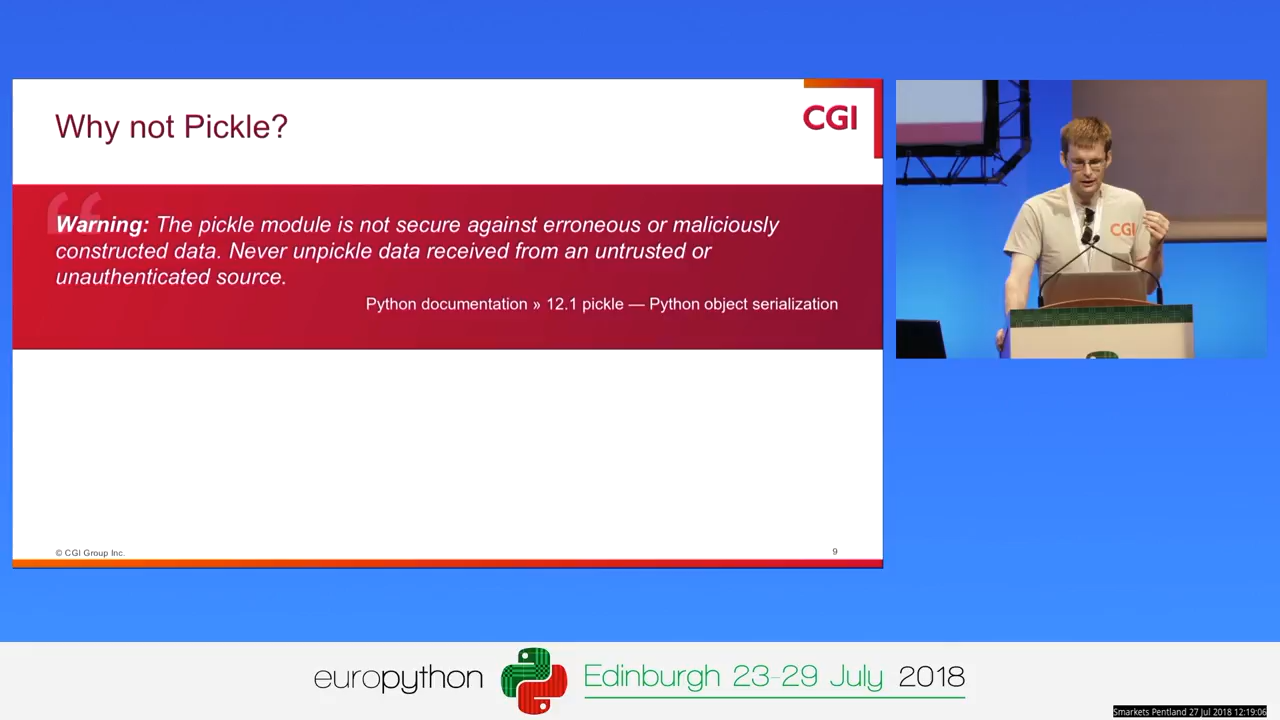 Why not Pickle?
CGI
Warning: The pickle module is not secure against erroneous or maliciously
constructed data. Never unpickle data received from an untrusted or
unauthenticated source.
Python documentation » 12.1 pickle — Python object serialization
© CGI Group Inc.
9
CGI
europython
Edinburgh 23-29 July 2018
Smarkets Pentland 27 Jul 2018 12:19:06